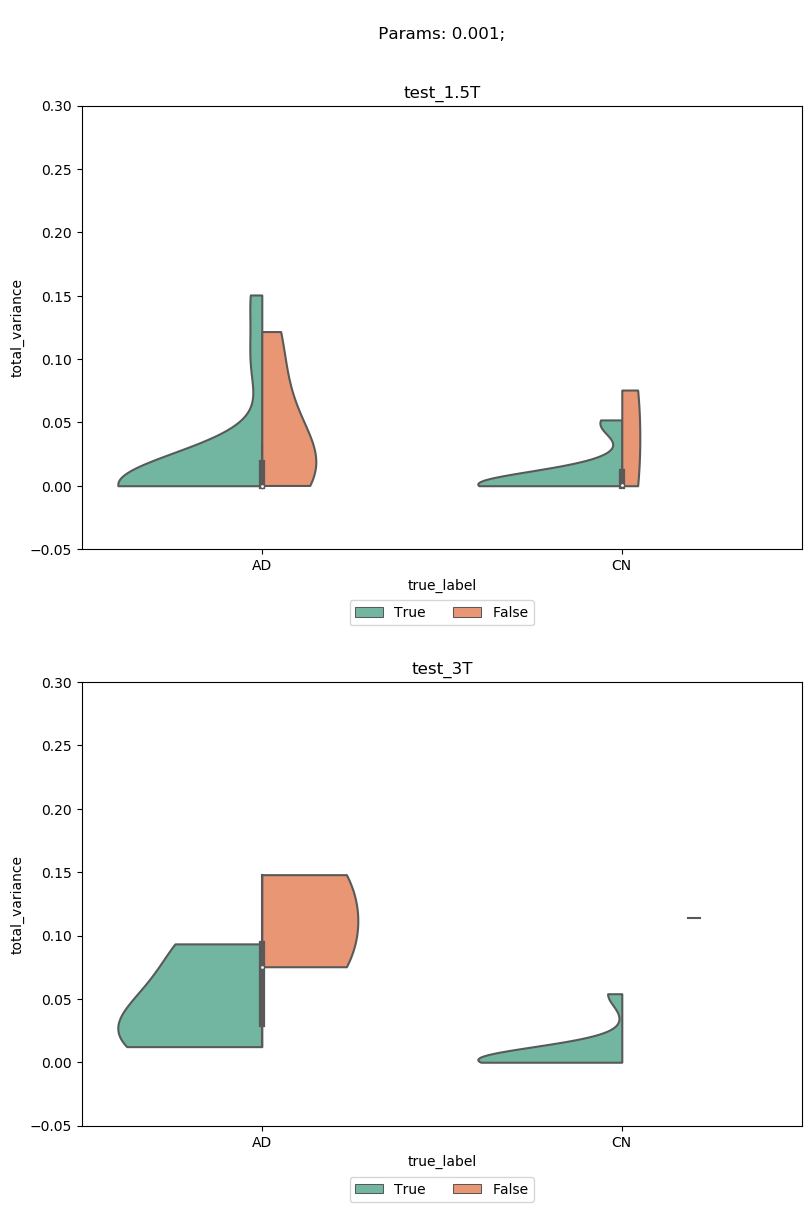 Params: 0.001;
test_1.5T
0.30
0.25
0.20
0.15
0.10
0.05
0.00
−0.05
total_variance
AD CN
true_label
True False
test_3T
0.30
0.25
0.20
0.15
0.10
0.05
0.00
−0.05
total_variance
AD CN
true_label
True False